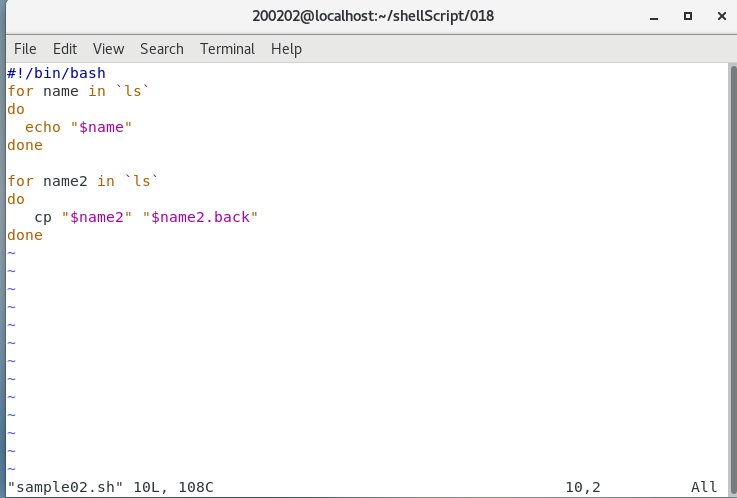 200202@localhost:~/shellScript/018
File Edit View Search Terminal Help
#!/bin/bash
for name in `ls`
do
  echo "$name"
done

for name2 in `ls`
do
   cp "$name2" "$name2.back"
done
~
~
~
~
~
~
~
~
~
~
~
~
~
"sample02.sh" 10L, 108C 10,2 All